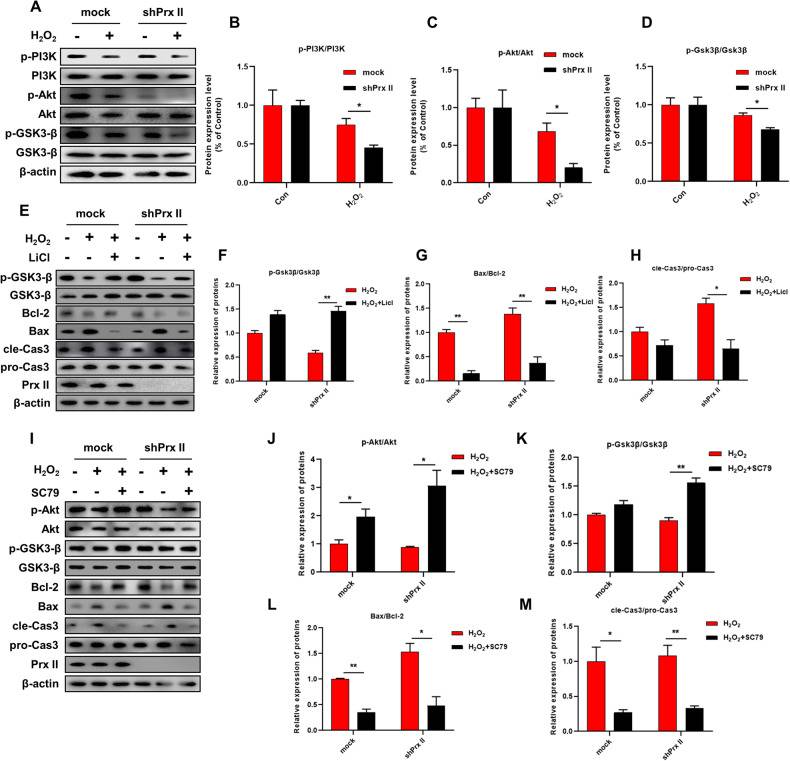 A
mock shPrx II
H₂O₂ - + - +
p-PI3K
PI3K
p-Akt
Akt
p-GSK3-β
GSK3-β
β-actin
B
p-PI3K/PI3K
Protein expression level
(% of Control)
2.0
1.5
1.0
0.5
0.0
*
mock
shPrx II
Con H₂O₂
C
p-Akt/Akt
Protein expression level
(% of Control)
2.0
1.5
1.0
0.5
0.0
*
mock
shPrx II
Con H₂O₂
D
p-Gsk3β/Gsk3β
Protein expression level
(% of Control)
2.0
1.5
1.0
0.5
0.0
*
Con H₂O₂
E
mock shPrx II
H₂O₂ - + + - + +
LiCl - - + - - +
p-GSK3-β
GSK3-β
Bcl-2
Bax
cle-Cas3
pro-Cas3
Prx II
β-actin
F
p-Gsk3β/Gsk3β
Relative expression of proteins
2.0
1.5
1.0
0.5
0.0
**
H₂O₂
H₂O₂+Licl
mock shPrx II
G
Bax/Bcl-2
Relative expression of proteins
2.0
1.5
1.0
0.5
0.0
**
**
H₂O₂
H₂O₂+Licl
mock shPrx II
H
cle-Cas3/pro-Cas3
Relative expression of proteins
2.0
1.5
1.0
0.5
0.0
*
H₂O₂
H₂O₂+Licl
mock shPrx II
I
mock shPrx II
H₂O₂ - + + - + +
SC79 - - + - - +
p-Akt
Akt
p-GSK3-β
GSK3-β
Bcl-2
Bax
cle-Cas3
pro-Cas3
Prx II
β-actin
J
p-Akt/Akt
Relative expression of proteins
4
2
1
0
*
*
H₂O₂
H₂O₂+SC79
mock shPrx II
K
p-Gsk3β/Gsk3β
Relative expression of proteins
2.0
1.5
1.0
0.5
0.0
**
H₂O₂
H₂O₂+SC79
mock shPrx II
L
Bax/Bcl-2
Relative expression of proteins
2.0
1.5
1.0
0.5
0.0
**
*
H₂O₂
H₂O₂+SC79
mock shPrx II
M
cle-Cas3/pro-Cas3
Relative expression of proteins
1.5
1.0
0.5
0.0
*
**
H₂O₂
H₂O₂+SC79
mock shPrx II